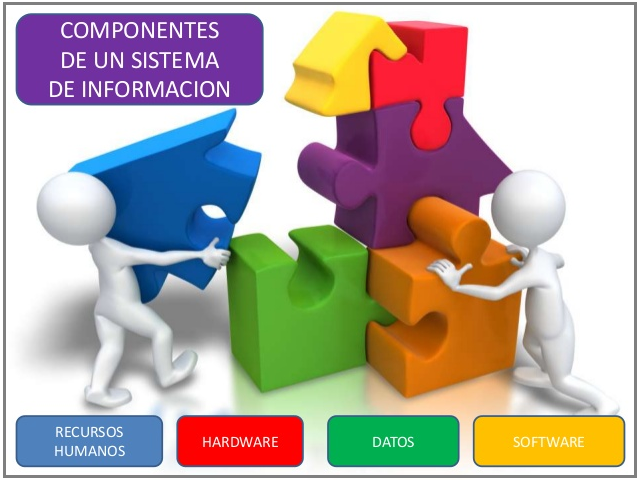 COMPONENTES
DE UN SISTEMA
DE INFORMACION
RECURSOS
HUMANOS
HARDWARE
DATOS
SOFTWARE